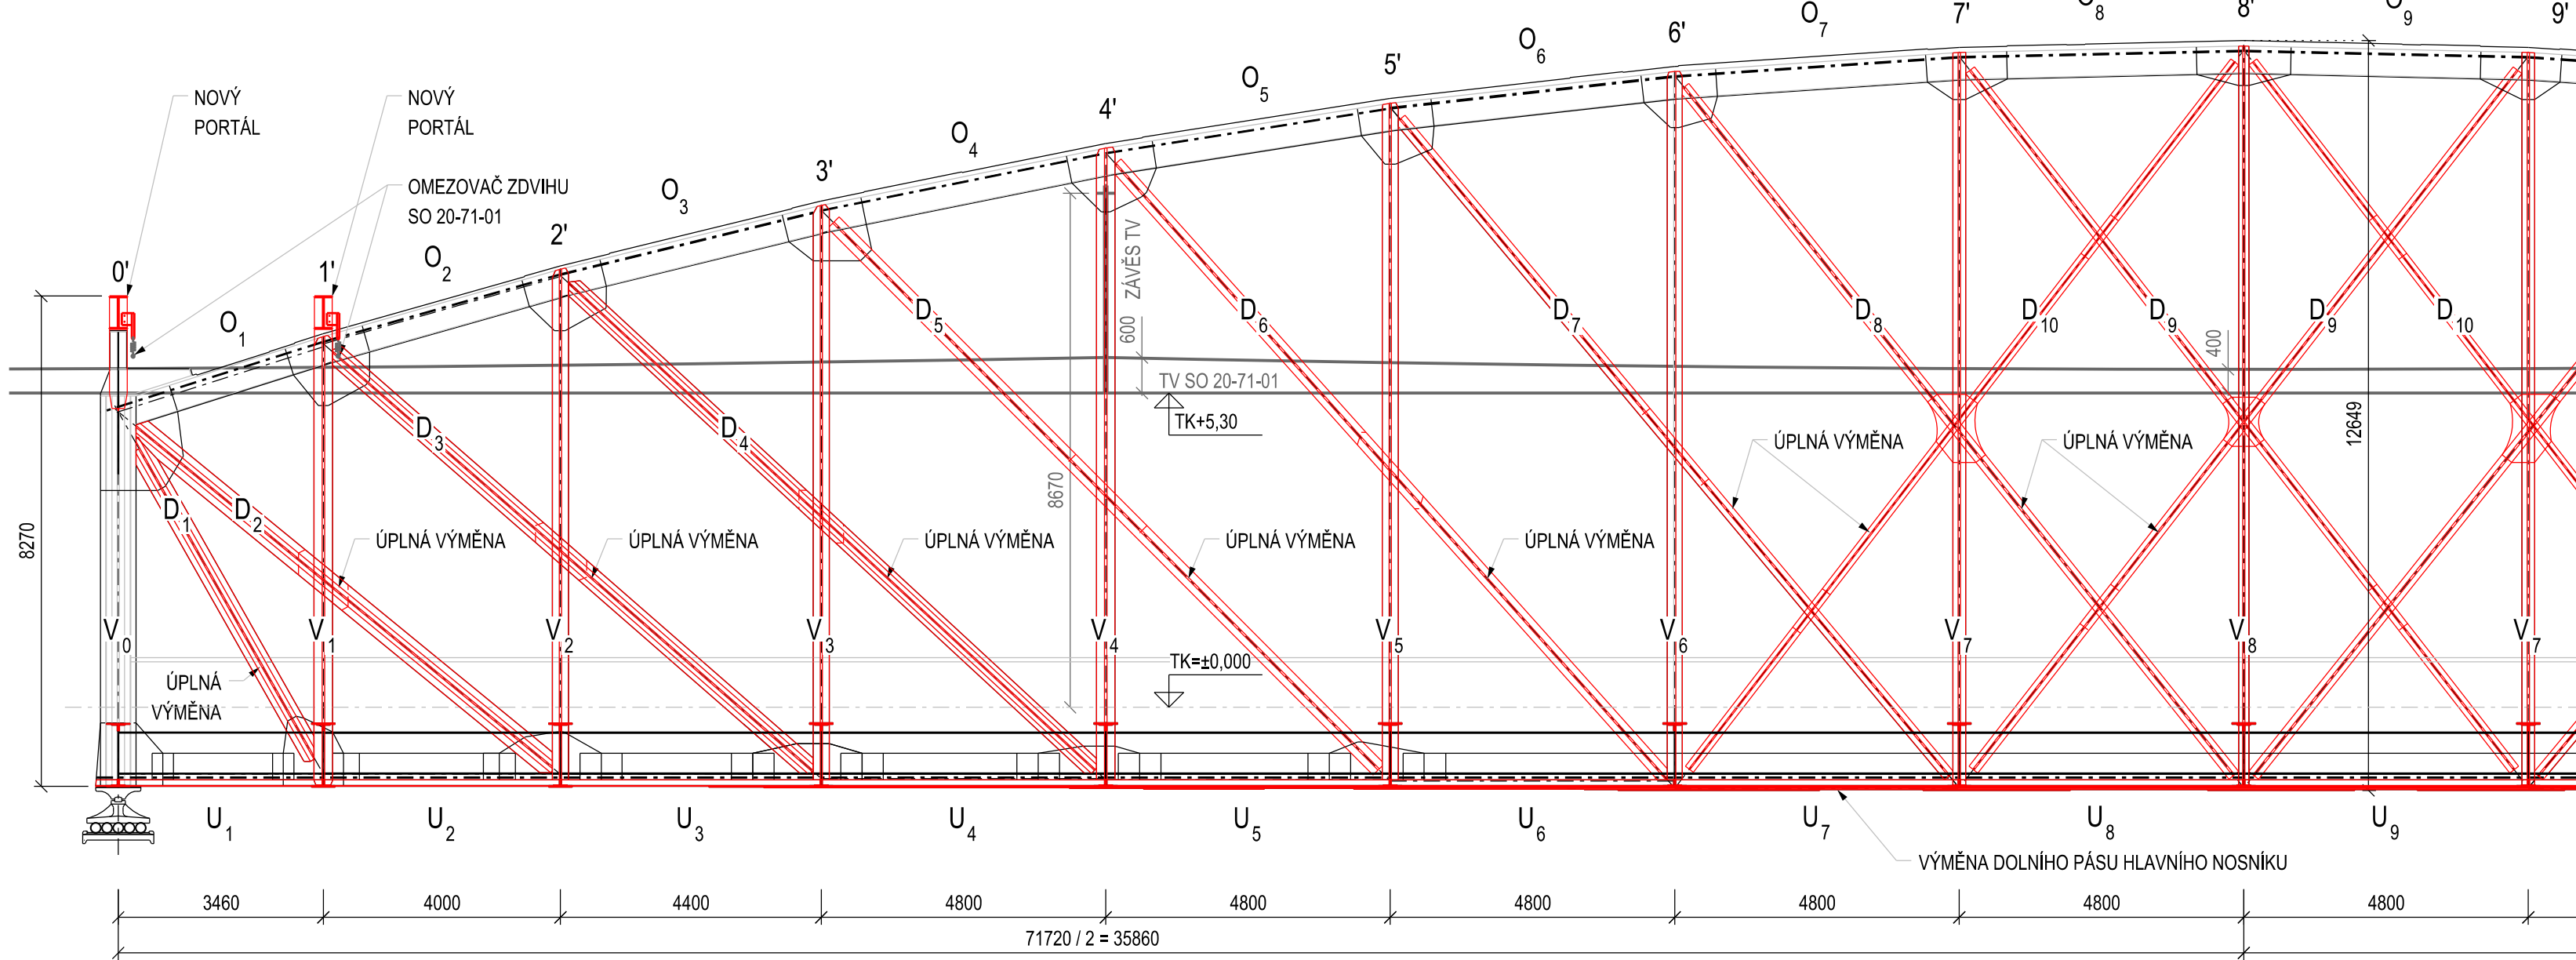 O7
7'
O8
8'
O9
9'
6'
O6
5'
O5
4'
O4
3'
O3
2'
O2
1'
O1
0'
NOVÝ
PORTÁL
NOVÝ
PORTÁL
OMEZOVAČ ZDVIHU
SO 20-71-01
ZÁVĚS TV
600
TV SO 20-71-01
TK+5,30
400
12649
8670
8270
D1
D2
D3
D4
D5
D6
D7
D8
D10
D9
D9
D10
ÚPLNÁ VÝMĚNA
ÚPLNÁ VÝMĚNA
ÚPLNÁ VÝMĚNA
ÚPLNÁ VÝMĚNA
ÚPLNÁ VÝMĚNA
ÚPLNÁ VÝMĚNA
ÚPLNÁ VÝMĚNA
V0
V1
V2
V3
V4
V5
V6
V7
V8
V7
TK=±0,000
ÚPLNÁ
VÝMĚNA
U1
U2
U3
U4
U5
U6
U7
U8
U9
VÝMĚNA DOLNÍHO PÁSU HLAVNÍHO NOSNÍKU
3460
4000
4400
4800
4800
4800
4800
4800
4800
71720 / 2 = 35860